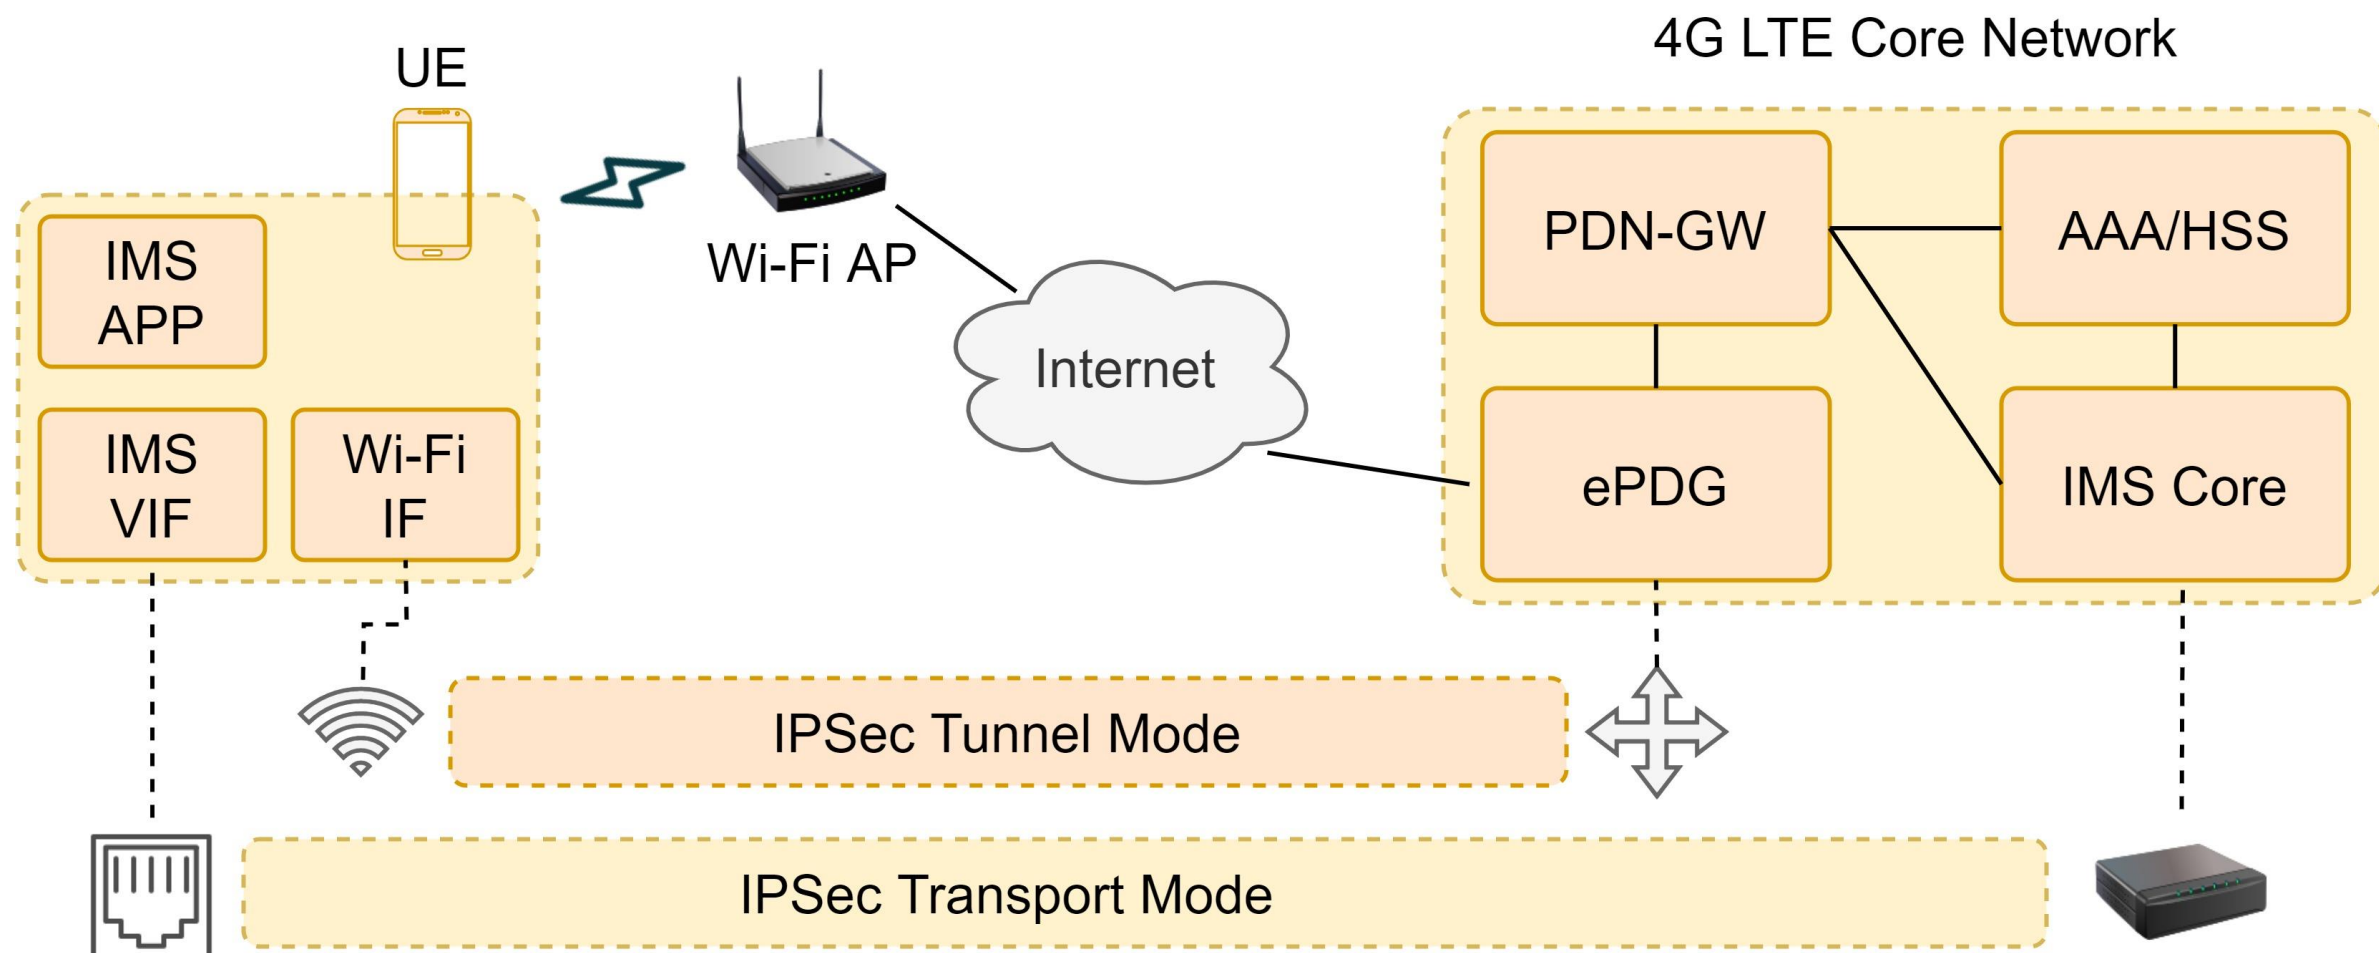 4G LTE Core Network
UE
Wi-Fi AP
Internet
IMS
APP
IMS
VIF
Wi-Fi
IF
PDN-GW
AAA/HSS
ePDG
IMS Core
IPSec Tunnel Mode
IPSec Transport Mode